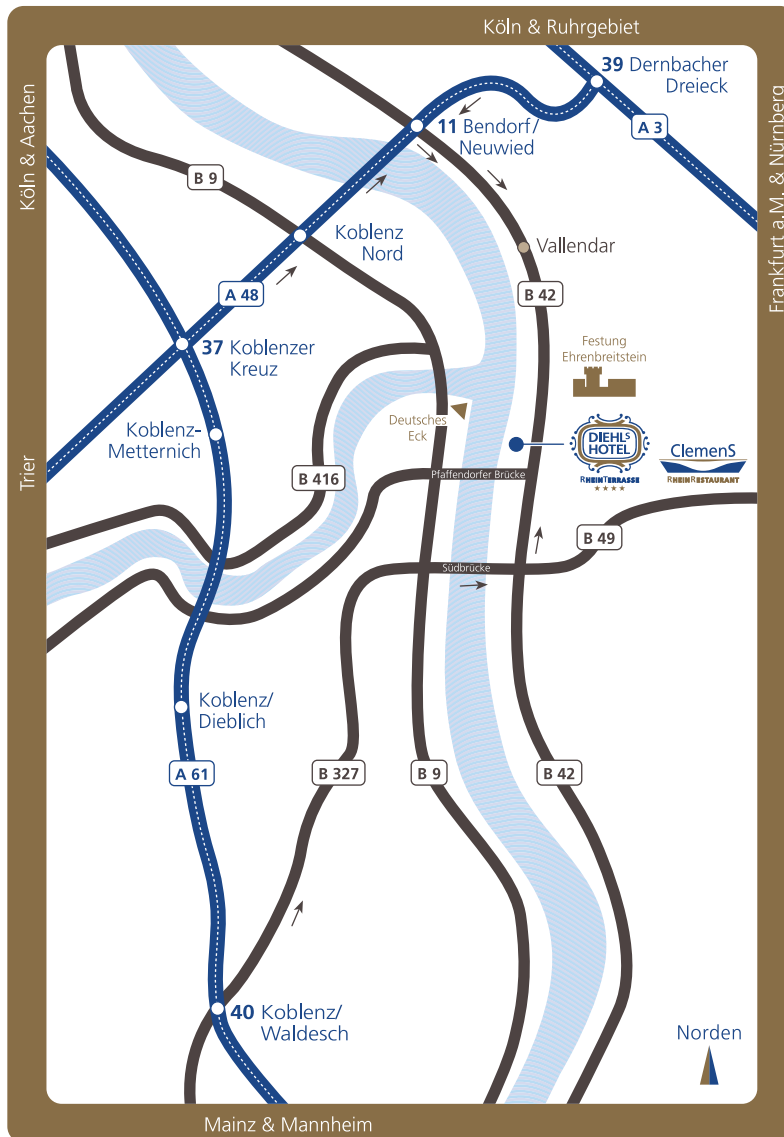 Köln & Ruhrgebiet
Köln & Aachen
Trier
Frankfurt a.M. & Nürnberg
39 Dernbacher
Dreieck
A 3
11 Bendorf/
Neuwied
B 9
Koblenz
Nord
Vallendar
A 48
B 42
37 Koblenzer
Kreuz
Festung
Ehrenbreitstein
Deutsches
Eck
DIEHLS
HOTEL
RHEINTERRASSE
ClemenS
RHEINRESTAURANT
Koblenz-
Metternich
B 416
Pfaffendorfer Brücke
B 49
Südbrücke
Koblenz/
Dieblich
A 61
B 327
B 9
B 42
40 Koblenz/
Waldesch
Norden
Mainz & Mannheim